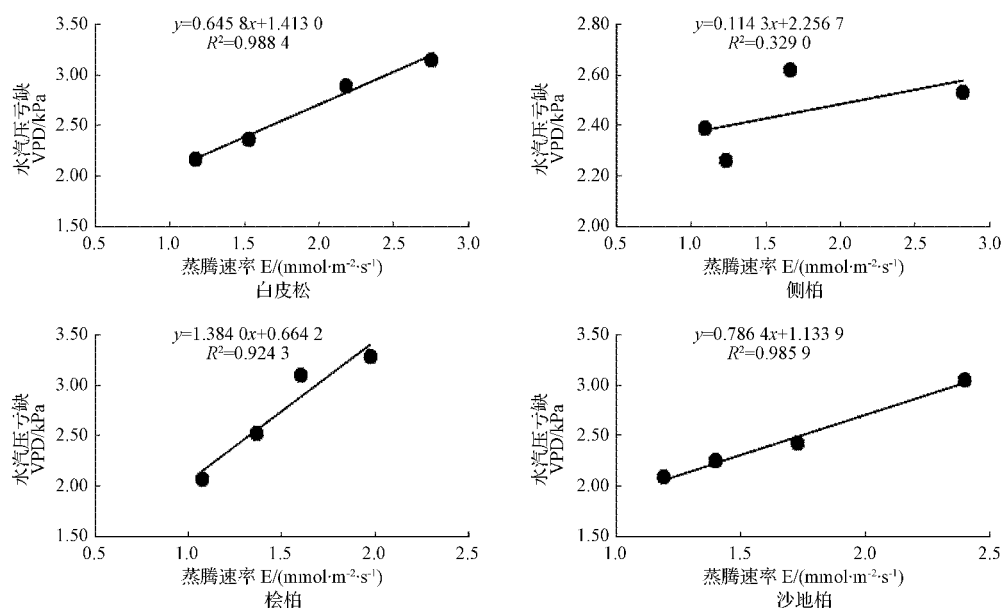 y=0.645 8x+1.413 0
R²=0.988 4
3.50
3.00
2.50
2.00
1.50
水汽压亏缺
VPD/kPa
0.5 1.0 1.5 2.0 2.5 3.0
蒸腾速率 E/(mmol·m⁻²·s⁻¹)
白皮松
y=0.114 3x+2.256 7
R²=0.329 0
2.80
2.60
2.40
2.20
2.00
水汽压亏缺
VPD/kPa
0.5 1.0 1.5 2.0 2.5 3.0
蒸腾速率 E/(mmol·m⁻²·s⁻¹)
侧柏
y=1.384 0x+0.664 2
R²=0.924 3
3.50
3.00
2.50
2.00
1.50
水汽压亏缺
VPD/kPa
0.5 1.0 1.5 2.0 2.5
蒸腾速率 E/(mmol·m⁻²·s⁻¹)
桧柏
y=0.786 4x+1.133 9
R²=0.985 9
3.50
3.00
2.50
2.00
1.50
水汽压亏缺
VPD/kPa
1.0 1.5 2.0 2.5
蒸腾速率 E/(mmol·m⁻²·s⁻¹)
沙地柏